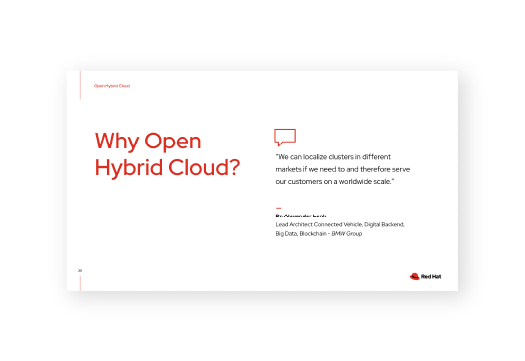 Open Hybrid Cloud
Why Open
Hybrid Cloud?
"We can localize clusters in different
markets if we need to and therefore serve
our customers on a worldwide scale."
Lead Architect Connected Vehicle, Digital Backend,
Big Data, Blockchain - BMW Group
Red Hat